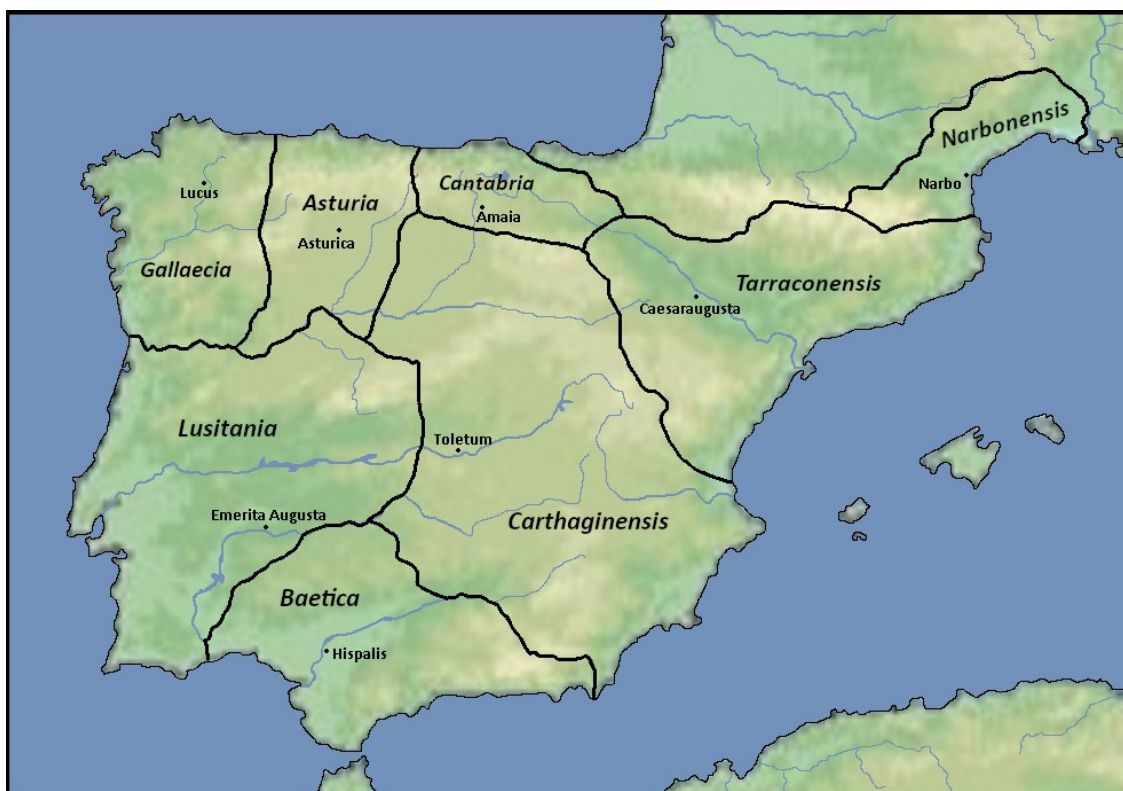 Narbonensis
Cantabria
Narbo
Lucus
Asturia
Amaia
Asturica
Gallaecia
Tarraconensis
Caesaraugusta
Lusitania
Toletum
Emerita Augusta
Carthaginensis
Baetica
Hispalis